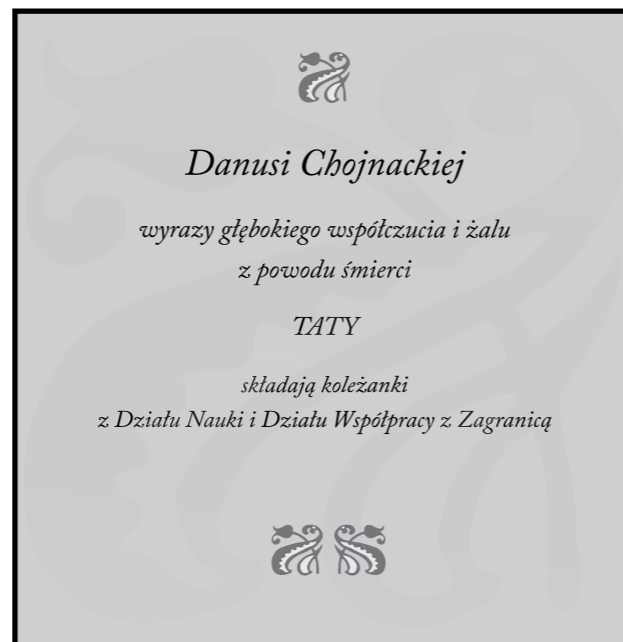 Danusi Chojnackiej
wyrazy głębokiego współczucia i żalu
z powodu śmierci
TATY
składają koleżanki
z Działu Nauki i Działu Współpracy z Zagranicą